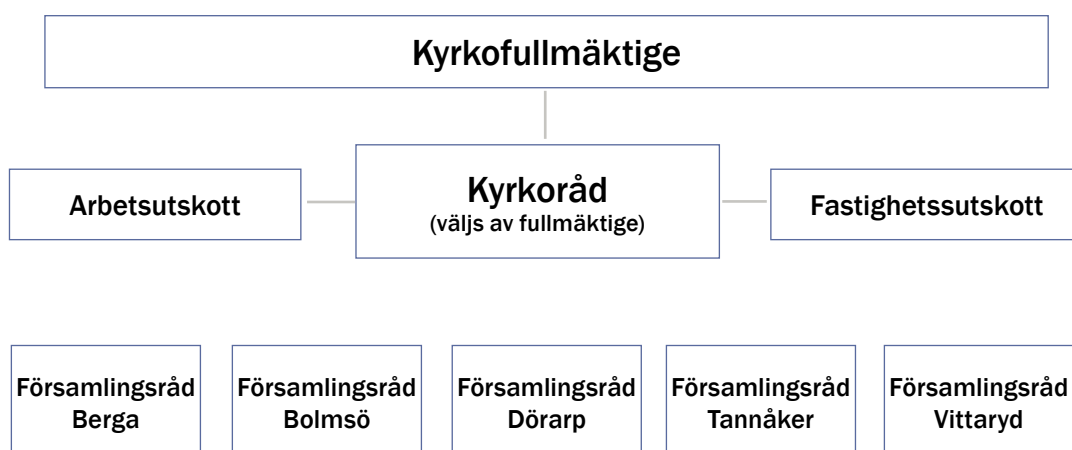 Kyrkofullmäktige
Arbetsutskott
Kyrkoråd
(väljs av fullmäktige)
Fastighetssutskott
Församlingsråd
Berga
Församlingsråd
Bolmsö
Församlingsråd
Dörarp
Församlingsråd
Tannåker
Församlingsråd
Vittaryd